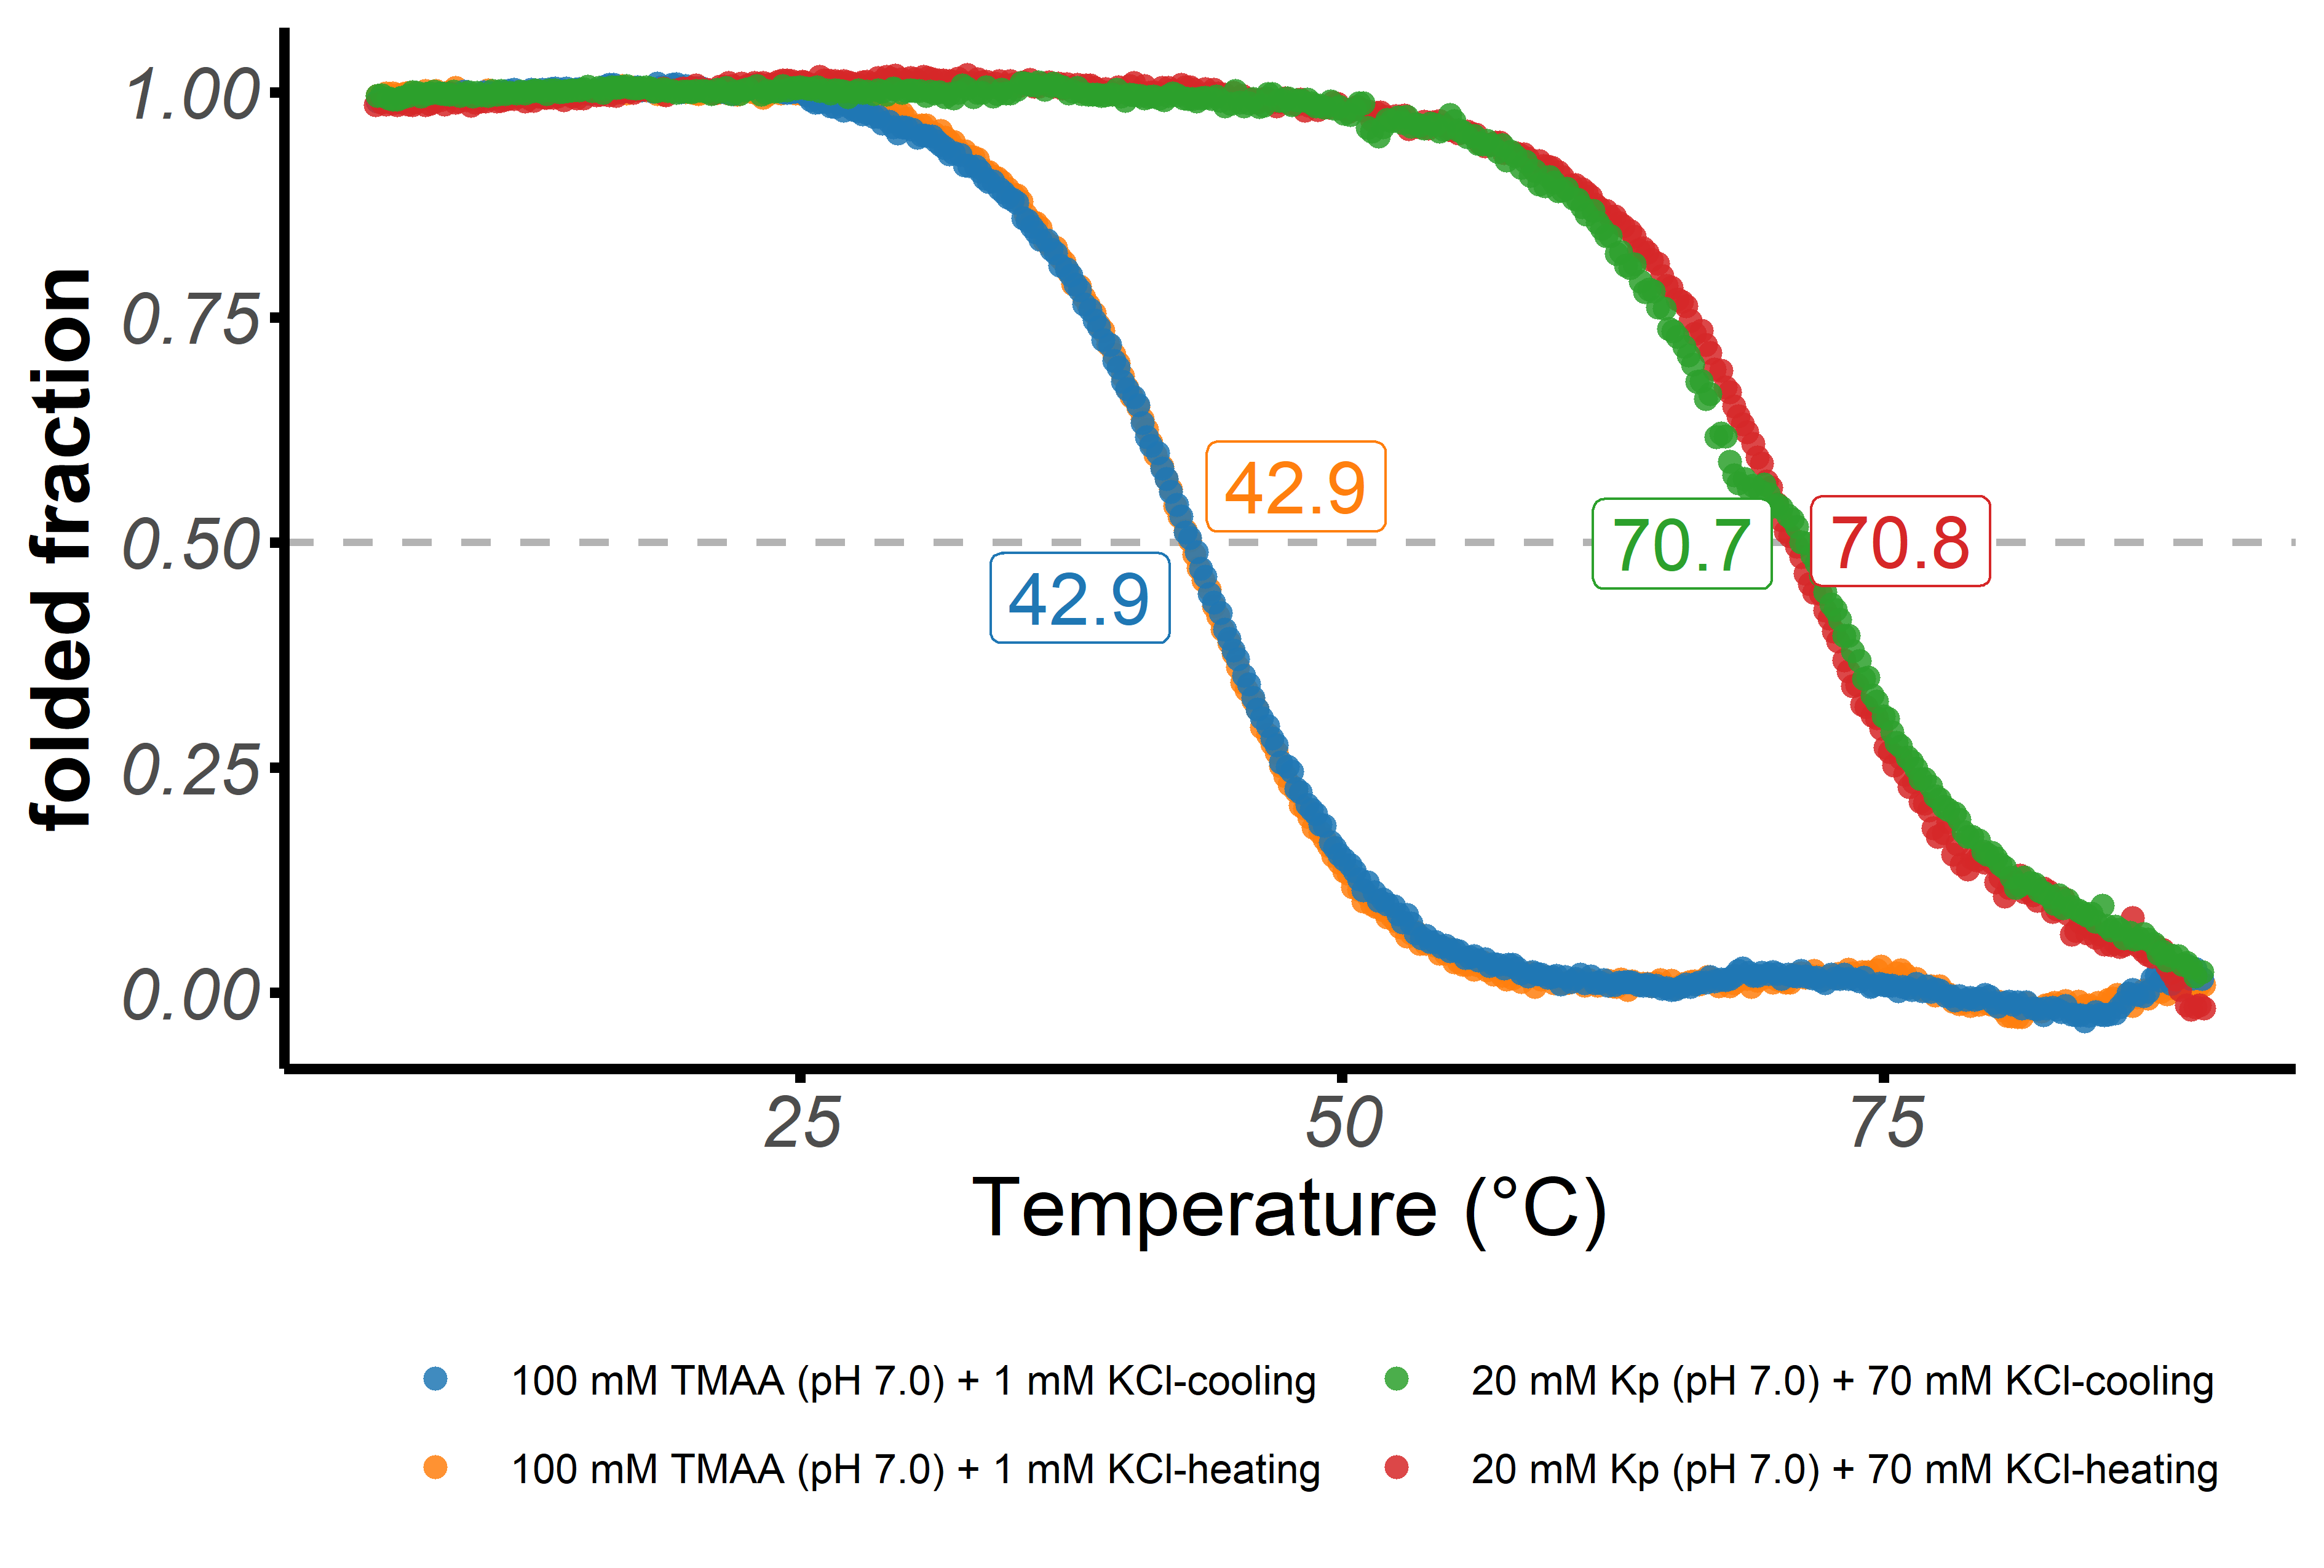 1.00
0.75
folded fraction
42.9
0.50
70.7
70.8
42.9
0.25
0.00
25
50
75
Temperature (°C)
100 mM TMAA (pH 7.0) + 1 mM KCl-cooling
20 mM Kp (pH 7.0) + 70 mM KCl-cooling
100 mM TMAA (pH 7.0) + 1 mM KCl-heating
20 mM Kp (pH 7.0) + 70 mM KCl-heating